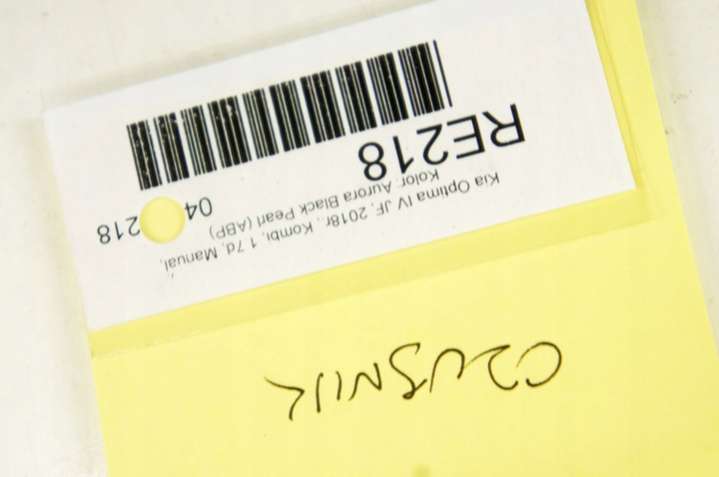 CZUJNIK
Kia Optima IV JF, 2018r., Kombi, 1.7d, Manual,
Kolor: Aurora Black Pearl (ABP)
RE218
04 218